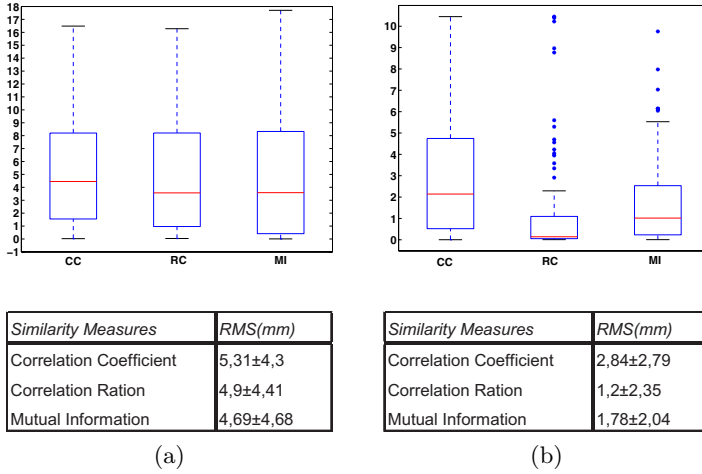 18
17
16
15
14
13
12
11
10
9
8
7
6
5
4
3
2
1
0
−1
CC RC MI
10
9
8
7
6
5
4
3
2
1
0
CC RC MI
Similarity Measures RMS(mm)
Correlation Coefficient 5,31±4,3
Correlation Ration 4,9±4,41
Mutual Information 4,69±4,68
(a)
Similarity Measures RMS(mm)
Correlation Coefficient 2,84±2,79
Correlation Ration 1,2±2,35
Mutual Information 1,78±2,04
(b)